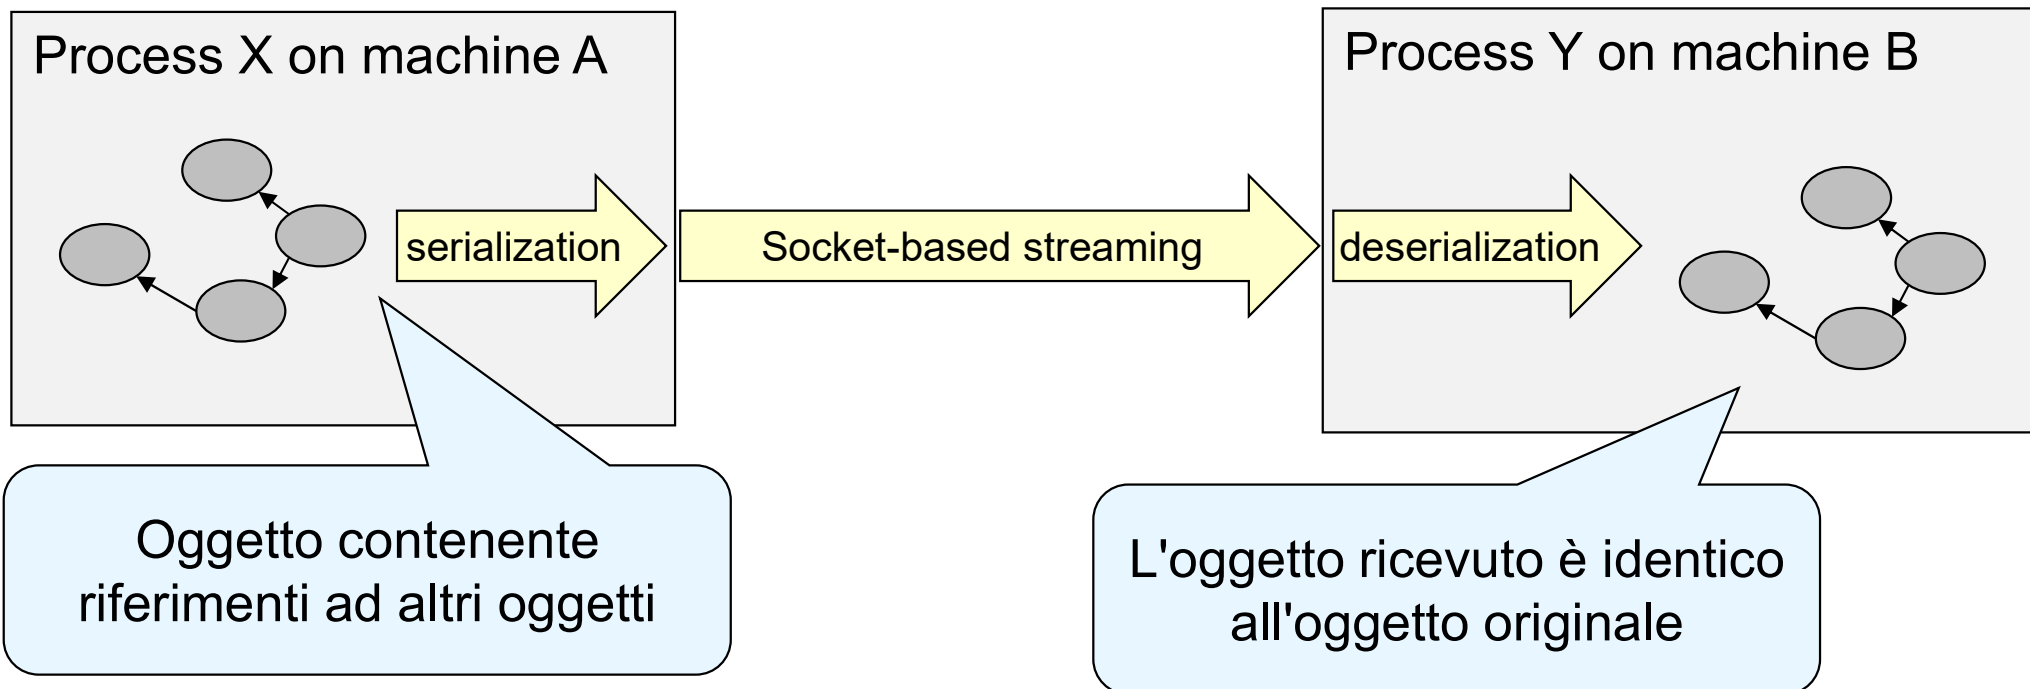 Process X on machine A
Process Y on machine B
serialization
Socket-based streaming
deserialization
Oggetto contenente
riferimenti ad altri oggetti
L'oggetto ricevuto è identico
all'oggetto originale